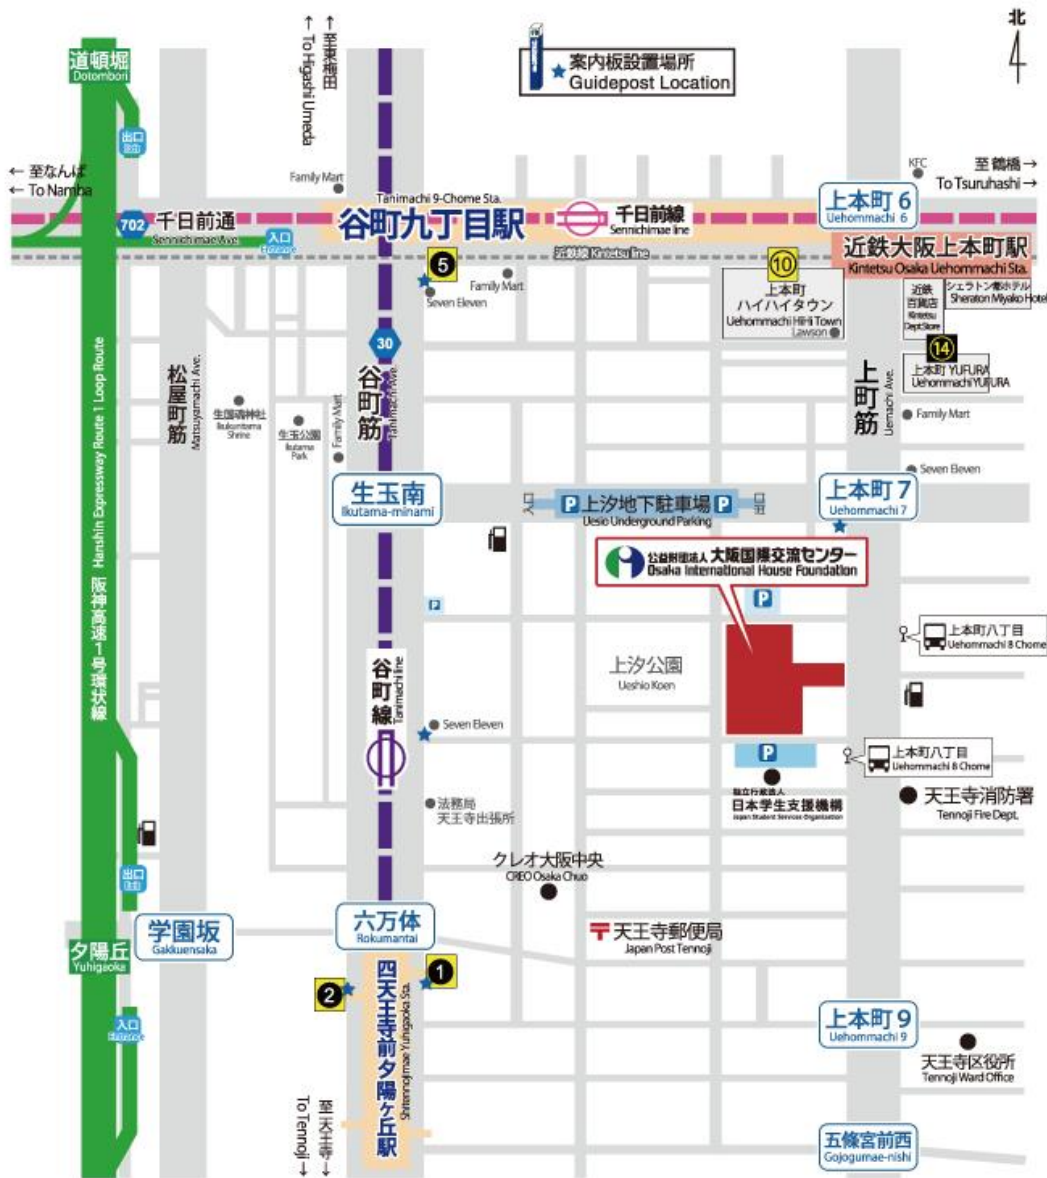 北
道頓堀
Dotombori
← 至東梅田
← To Higashi Umeda
案内板設置場所
Guidepost Location
出口
Exit
← 至なんば
← To Namba
Family Mart
KFC
至 鶴橋 →
To Tsuruhashi →
702
千日前通
Sennichimae Ave.
入口
Entrance
Tanimachi 9-Chome Sta.
谷町九丁目駅
千日前線
Sennichimae line
上本町 6
Uehommachi 6
近鉄線 Kintetsu line
近鉄大阪上本町駅
Kintetsu Osaka Uehommachi Sta.
5
Seven Eleven
Family Mart
10
上本町
ハイハイタウン
Uehommachi HiHi Town
Lawson
近鉄
百貨店
Kintetsu
Dept.Store
シェラトン都ホテル
Sheraton Miyako Hotel
14
上本町 YUFURA
Uehommachi YUFURA
30
松屋町筋
Matsuyamachi Ave.
谷町筋
Tanimachi Ave.
上町筋
Uemachi Ave.
生国魂神社
Ikukunitama
Shrine
生玉公園
Ikutama
Park
Family Mart
Family Mart
Seven Eleven
生玉南
Ikutama-minami
入口
P
上汐地下駐車場
P
出口
Uesio Underground Parking
上本町 7
Uehommachi 7
公益財団法人 大阪国際交流センター
Osaka International House Foundation
阪神高速1号環状線 Hanshin Expressway Route 1 Loop Route
P
P
上本町八丁目
Uehommachi 8 Chome
上汐公園
Ueshio Koen
谷町線
Tanimachi line
Seven Eleven
P
上本町八丁目
Uehommachi 8 Chome
独立行政法人
日本学生支援機構
Japan Student Services Organization
天王寺消防署
Tennoji Fire Dept.
法務局
天王寺出張所
クレオ大阪中央
CREO Osaka Chuo
出口
Exit
学園坂
Gakkuensaka
六万体
Rokumantai
天王寺郵便局
Japan Post Tennoji
夕陽丘
Yuhigaoka
2
1
四天王寺前夕陽ヶ丘駅
Shitennojimae Yuhigaoka Sta.
入口
Entrance
上本町 9
Uehommachi 9
天王寺区役所
Tennoji Ward Office
至 天王寺 →
To Tennoji →
五條宮前西
Gojogumae-nishi